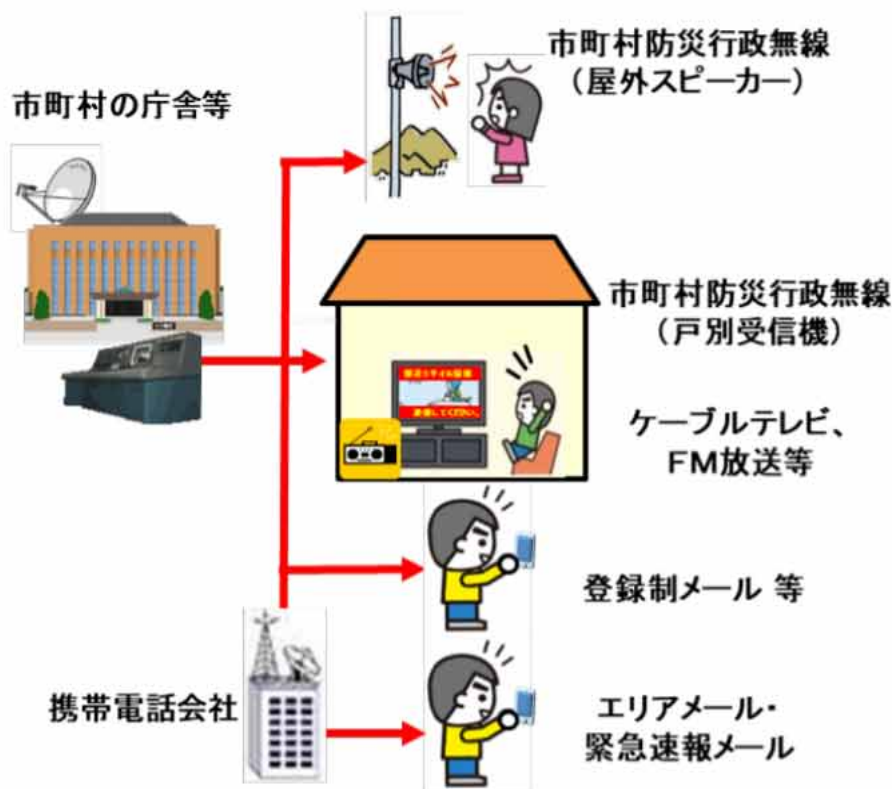 市町村防災行政無線
（屋外スピーカー）
市町村の庁舎等
市町村防災行政無線
（戸別受信機）
ケーブルテレビ、
FM放送等
登録制メール 等
携帯電話会社
エリアメール・
緊急速報メール